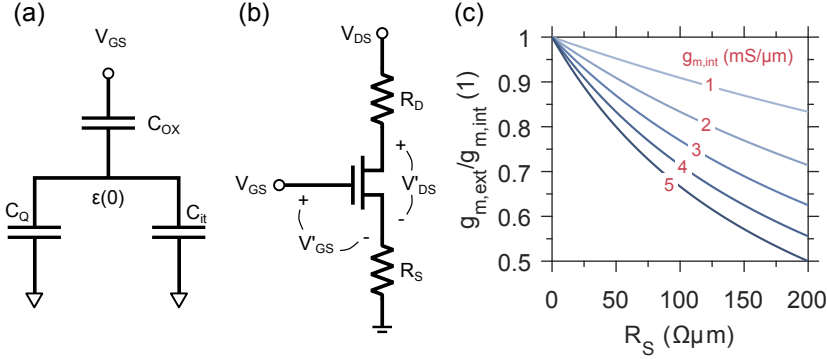 (a)
V_GS
C_OX
ε(0)
C_Q
C_it
(b)
V_DS
R_D
+
V'_DS
-
V_GS
+
V'_GS
-
R_S
(c)
g_m,ext/g_m,int (1)
1
0.9
0.8
0.7
0.6
0.5
g_m,int (mS/µm)
1
2
3
4
5
0
50
100
150
200
R_S (Ωµm)